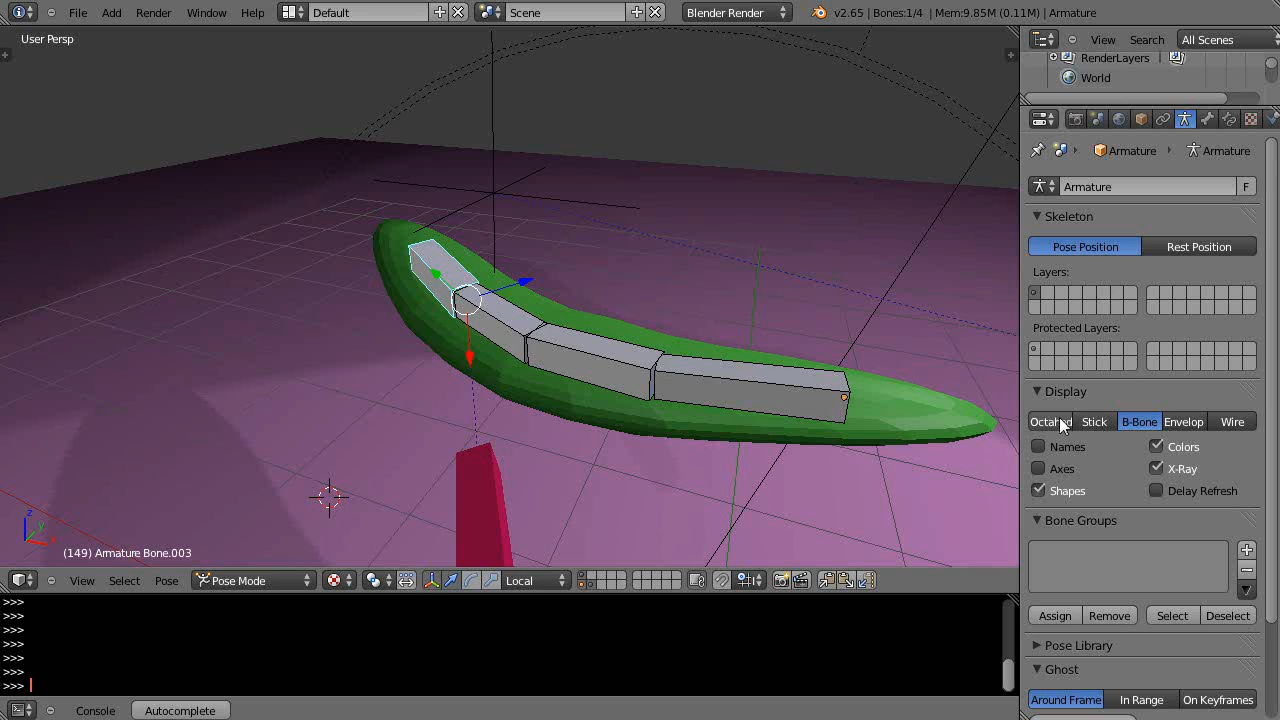 File Add Render Window Help Default Scene Blender Render v2.65 | Bones:1/4 | Mem:9.85M (0.11M) | Armature
User Persp
View Search All Scenes
RenderLayers
World
Armature Armature
Armature F
Skeleton
Pose Position Rest Position
Layers:
Protected Layers:
Display
Stick B-Bone Envelop Wire
Names Colors
Axes X-Ray
Shapes Delay Refresh
Bone Groups
Assign Remove Select Deselect
Pose Library
Ghost
Around Frame In Range On Keyframes
z
y
x
(149) Armature Bone.003
View Select Pose Pose Mode Local
>>>
>>>
>>>
>>>
>>>
>>>
>>>
Console Autocomplete